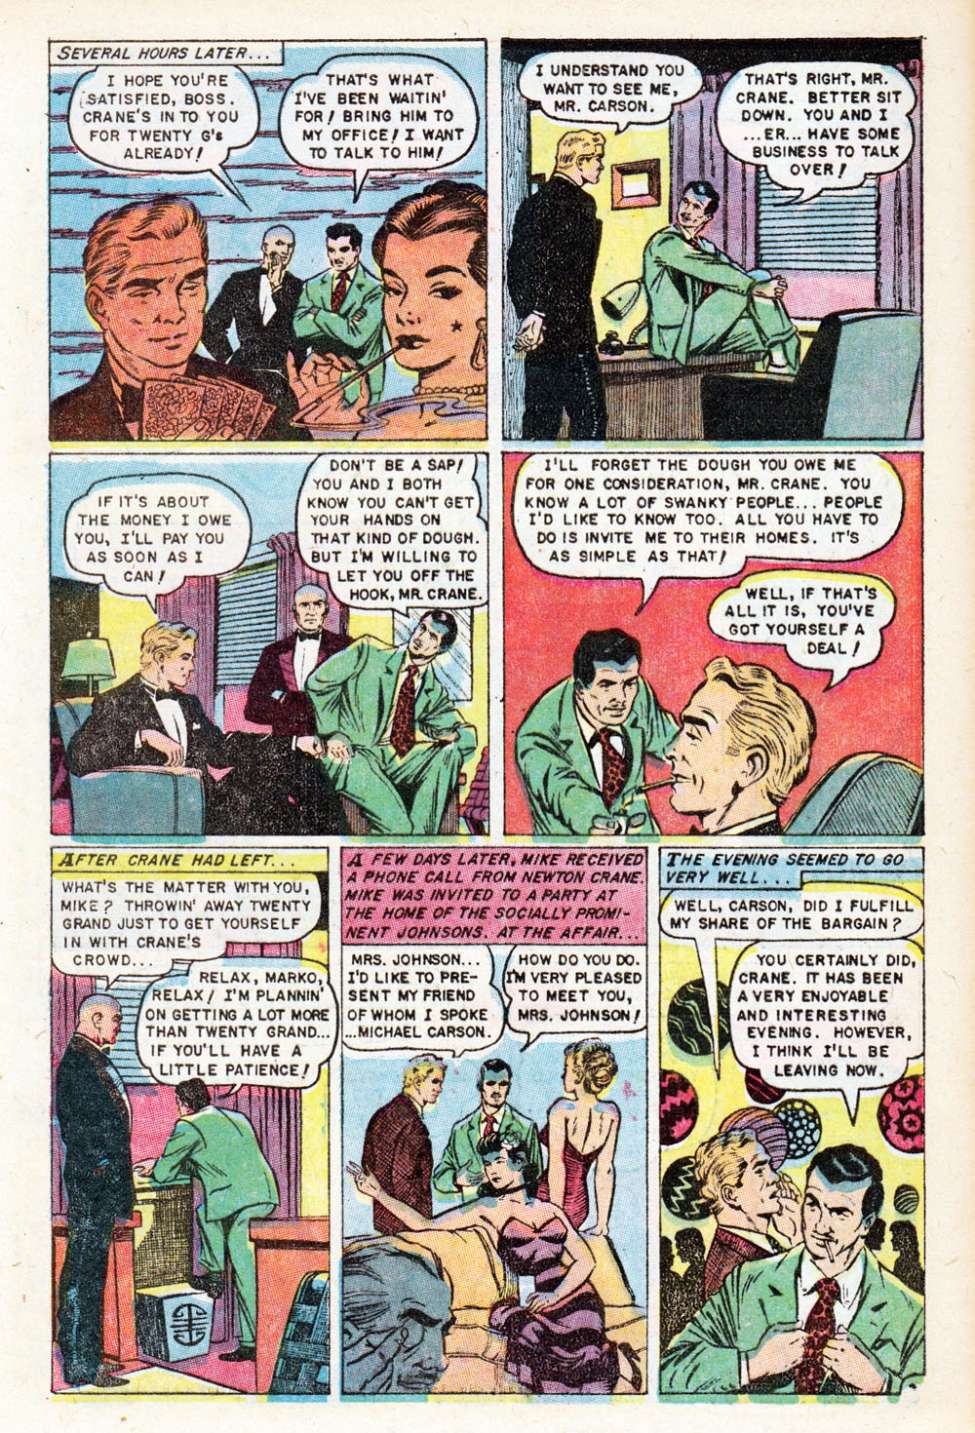 SEVERAL HOURS LATER...
I HOPE YOU'RE
SATISFIED, BOSS.
CRANE'S IN TO YOU
FOR TWENTY G's
ALREADY!
THAT'S WHAT
I'VE BEEN WAITIN'
FOR! BRING HIM TO
MY OFFICE! I WANT
TO TALK TO HIM!
I UNDERSTAND YOU
WANT TO SEE ME,
MR. CARSON.
THAT'S RIGHT, MR.
CRANE. BETTER SIT
DOWN. YOU AND I
...ER... HAVE SOME
BUSINESS TO TALK
OVER!
IF IT'S ABOUT
THE MONEY I OWE
YOU, I'LL PAY YOU
AS SOON AS I
CAN!
DON'T BE A SAP!
YOU AND I BOTH
KNOW YOU CAN'T GET
YOUR HANDS ON
THAT KIND OF DOUGH.
BUT I'M WILLING TO
LET YOU OFF THE
HOOK, MR. CRANE.
I'LL FORGET THE DOUGH YOU OWE ME
FOR ONE CONSIDERATION, MR. CRANE. YOU
KNOW A LOT OF SWANKY PEOPLE... PEOPLE
I'D LIKE TO KNOW TOO. ALL YOU HAVE TO
DO IS INVITE ME TO THEIR HOMES. IT'S
AS SIMPLE AS THAT!
WELL, IF THAT'S
ALL IT IS, YOU'VE
GOT YOURSELF A
DEAL!
AFTER CRANE HAD LEFT...
WHAT'S THE MATTER WITH YOU,
MIKE? THROWIN' AWAY TWENTY
GRAND JUST TO GET YOURSELF
IN WITH CRANE'S
CROWD...
RELAX, MARKO,
RELAX! I'M PLANNIN'
ON GETTING A LOT MORE
THAN TWENTY GRAND...
IF YOU'LL HAVE A
LITTLE PATIENCE!
A FEW DAYS LATER, MIKE RECEIVED
A PHONE CALL FROM NEWTON CRANE.
MIKE WAS INVITED TO A PARTY AT
THE HOME OF THE SOCIALLY PROMI-
NENT JOHNSONS. AT THE AFFAIR...
MRS. JOHNSON...
I'D LIKE TO PRE-
SENT MY FRIEND
OF WHOM I SPOKE
...MICHAEL CARSON.
HOW DO YOU DO.
I'M VERY PLEASED
TO MEET YOU,
MRS. JOHNSON!
THE EVENING SEEMED TO GO
VERY WELL...
WELL, CARSON, DID I FULFILL
MY SHARE OF THE BARGAIN?
YOU CERTAINLY DID,
CRANE. IT HAS BEEN
A VERY ENJOYABLE
AND INTERESTING
EVENING. HOWEVER,
I THINK I'LL BE
LEAVING NOW.